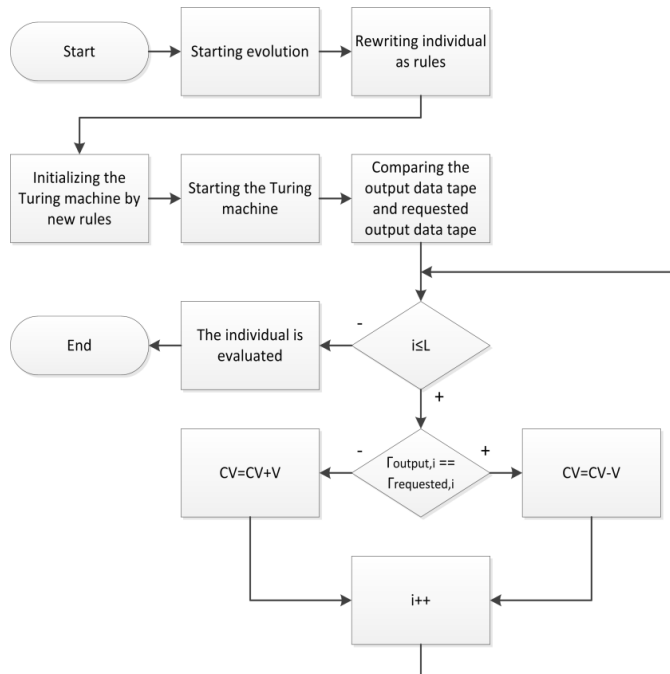 Start
Starting evolution
Rewriting individual
as rules
Initializing the
Turing machine by
new rules
Starting the Turing
machine
Comparing the
output data tape
and requested
output data tape
End
The individual is
evaluated
-
i≤L
+
CV=CV+V
-
Γoutput,i ==
Γrequested,i
+
CV=CV-V
i++